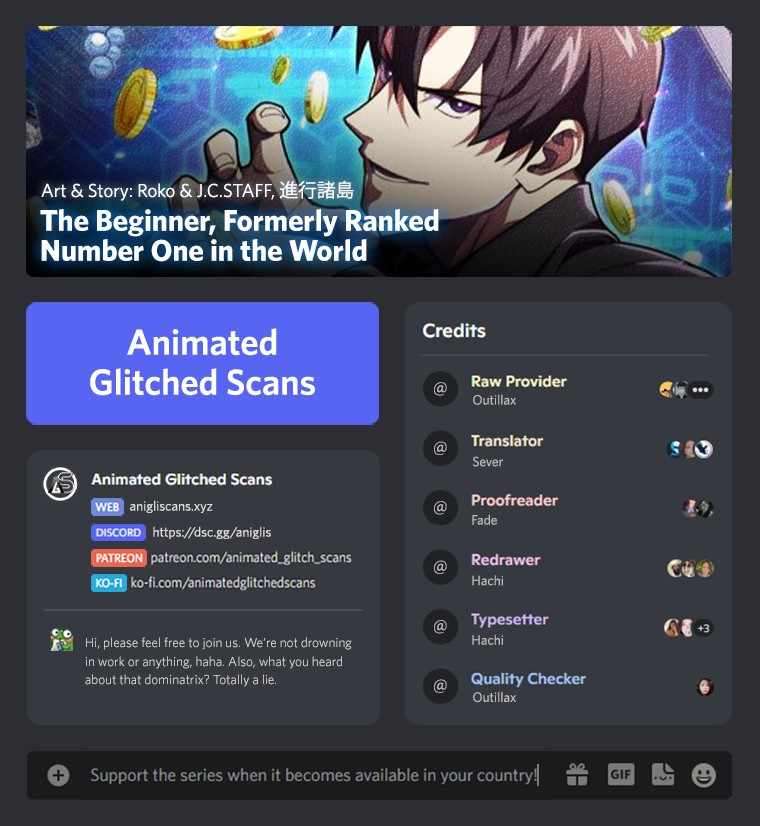 Art & Story: Roko & J.C.STAFF, 進行諸島
The Beginner, Formerly Ranked
Number One in the World
Animated
Glitched Scans
Animated Glitched Scans
WEB anigliscans.xyz
DISCORD https://dsc.gg/aniglis
PATREON patreon.com/animated_glitch_scans
KO-FI ko-fi.com/animatedglitchedscans
Hi, please feel free to join us. We're not drowning
in work or anything, haha. Also, what you heard
about that dominatrix? Totally a lie.
Credits
@ Raw Provider
Outillax
@ Translator
Sever
@ Proofreader
Fade
@ Redrawer
Hachi
@ Typesetter
Hachi
+3
@ Quality Checker
Outillax
Support the series when it becomes available in your country!
GIF